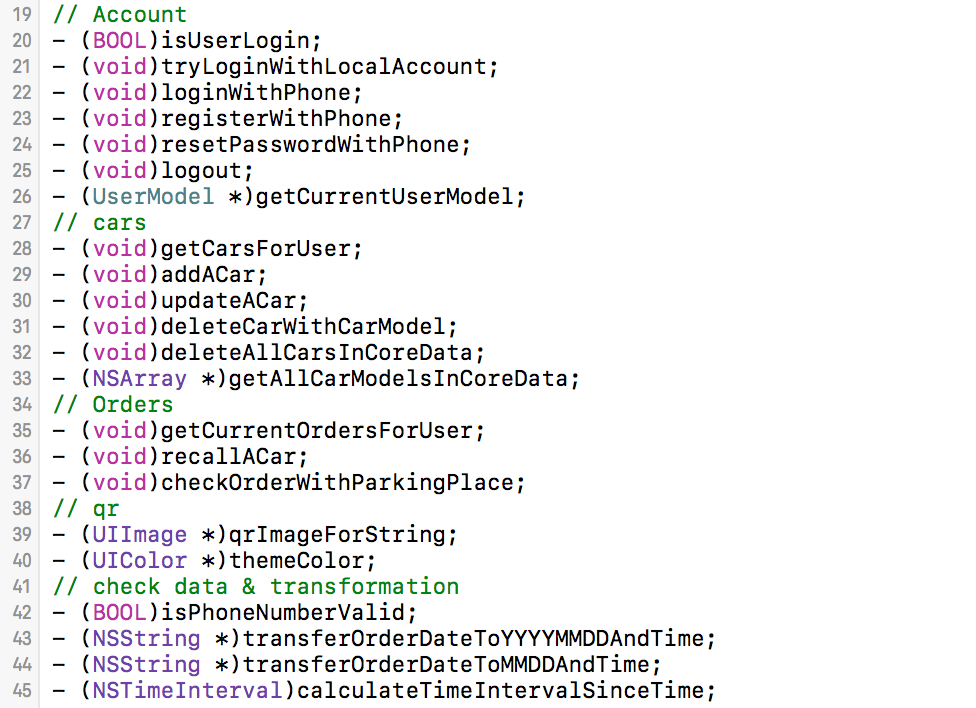 19 // Account
20 - (BOOL)isUserLogin;
21 - (void)tryLoginWithLocalAccount;
22 - (void)loginWithPhone;
23 - (void)registerWithPhone;
24 - (void)resetPasswordWithPhone;
25 - (void)logout;
26 - (UserModel *)getCurrentUserModel;
27 // cars
28 - (void)getCarsForUser;
29 - (void)addACar;
30 - (void)updateACar;
31 - (void)deleteCarWithCarModel;
32 - (void)deleteAllCarsInCoreData;
33 - (NSArray *)getAllCarModelsInCoreData;
34 // Orders
35 - (void)getCurrentOrdersForUser;
36 - (void)recallACar;
37 - (void)checkOrderWithParkingPlace;
38 // qr
39 - (UIImage *)qrImageForString;
40 - (UIColor *)themeColor;
41 // check data & transformation
42 - (BOOL)isPhoneNumberValid;
43 - (NSString *)transferOrderDateToYYYYMMDDAndTime;
44 - (NSString *)transferOrderDateToMMDDAndTime;
45 - (NSTimeInterval)calculateTimeIntervalSinceTime;